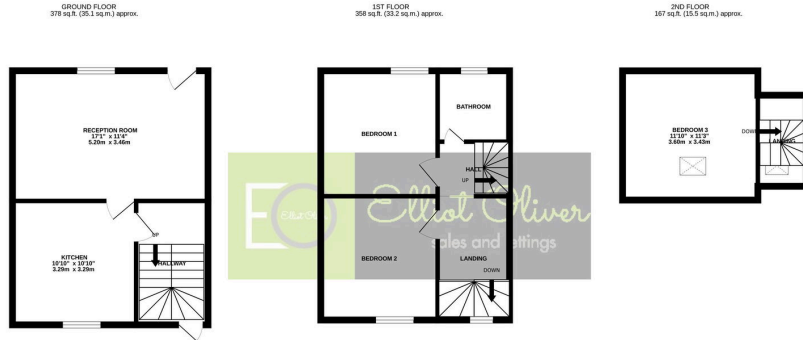 GROUND FLOOR
378 sq.ft. (35.1 sq.m.) approx.
RECEPTION ROOM
17'1" x 11'4"
5.20m x 3.46m
KITCHEN
10'10" x 10'10"
3.29m x 3.29m
UP
HALLWAY
1ST FLOOR
358 sq.ft. (33.2 sq.m.) approx.
BEDROOM 1
BATHROOM
HALL
UP
BEDROOM 2
LANDING
DOWN
Elliot Oliver
sales and lettings
2ND FLOOR
167 sq.ft. (15.5 sq.m.) approx.
BEDROOM 3
11'10" x 11'3"
3.60m x 3.43m
DOWN
LANDING